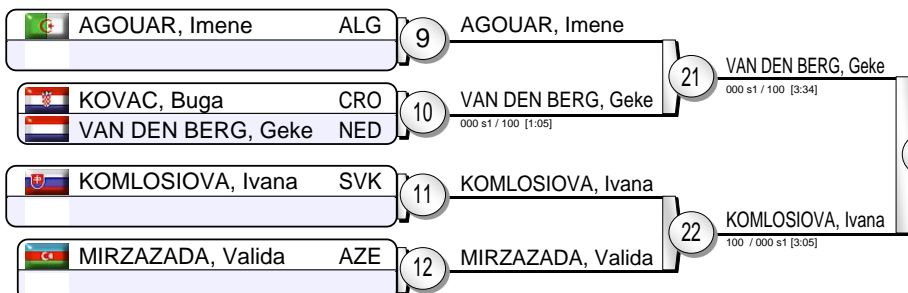 AGOUAR, Imene ALG
9
AGOUAR, Imene
KOVAC, Buga CRO
VAN DEN BERG, Geke NED
10
VAN DEN BERG, Geke
000 s1 / 100 [1:05]
21
VAN DEN BERG, Geke
000 s1 / 100 [3:34]
KOMLOSIOVA, Ivana SVK
11
KOMLOSIOVA, Ivana
MIRZAZADA, Valida AZE
12
MIRZAZADA, Valida
22
KOMLOSIOVA, Ivana
100 / 000 s1 [3:05]